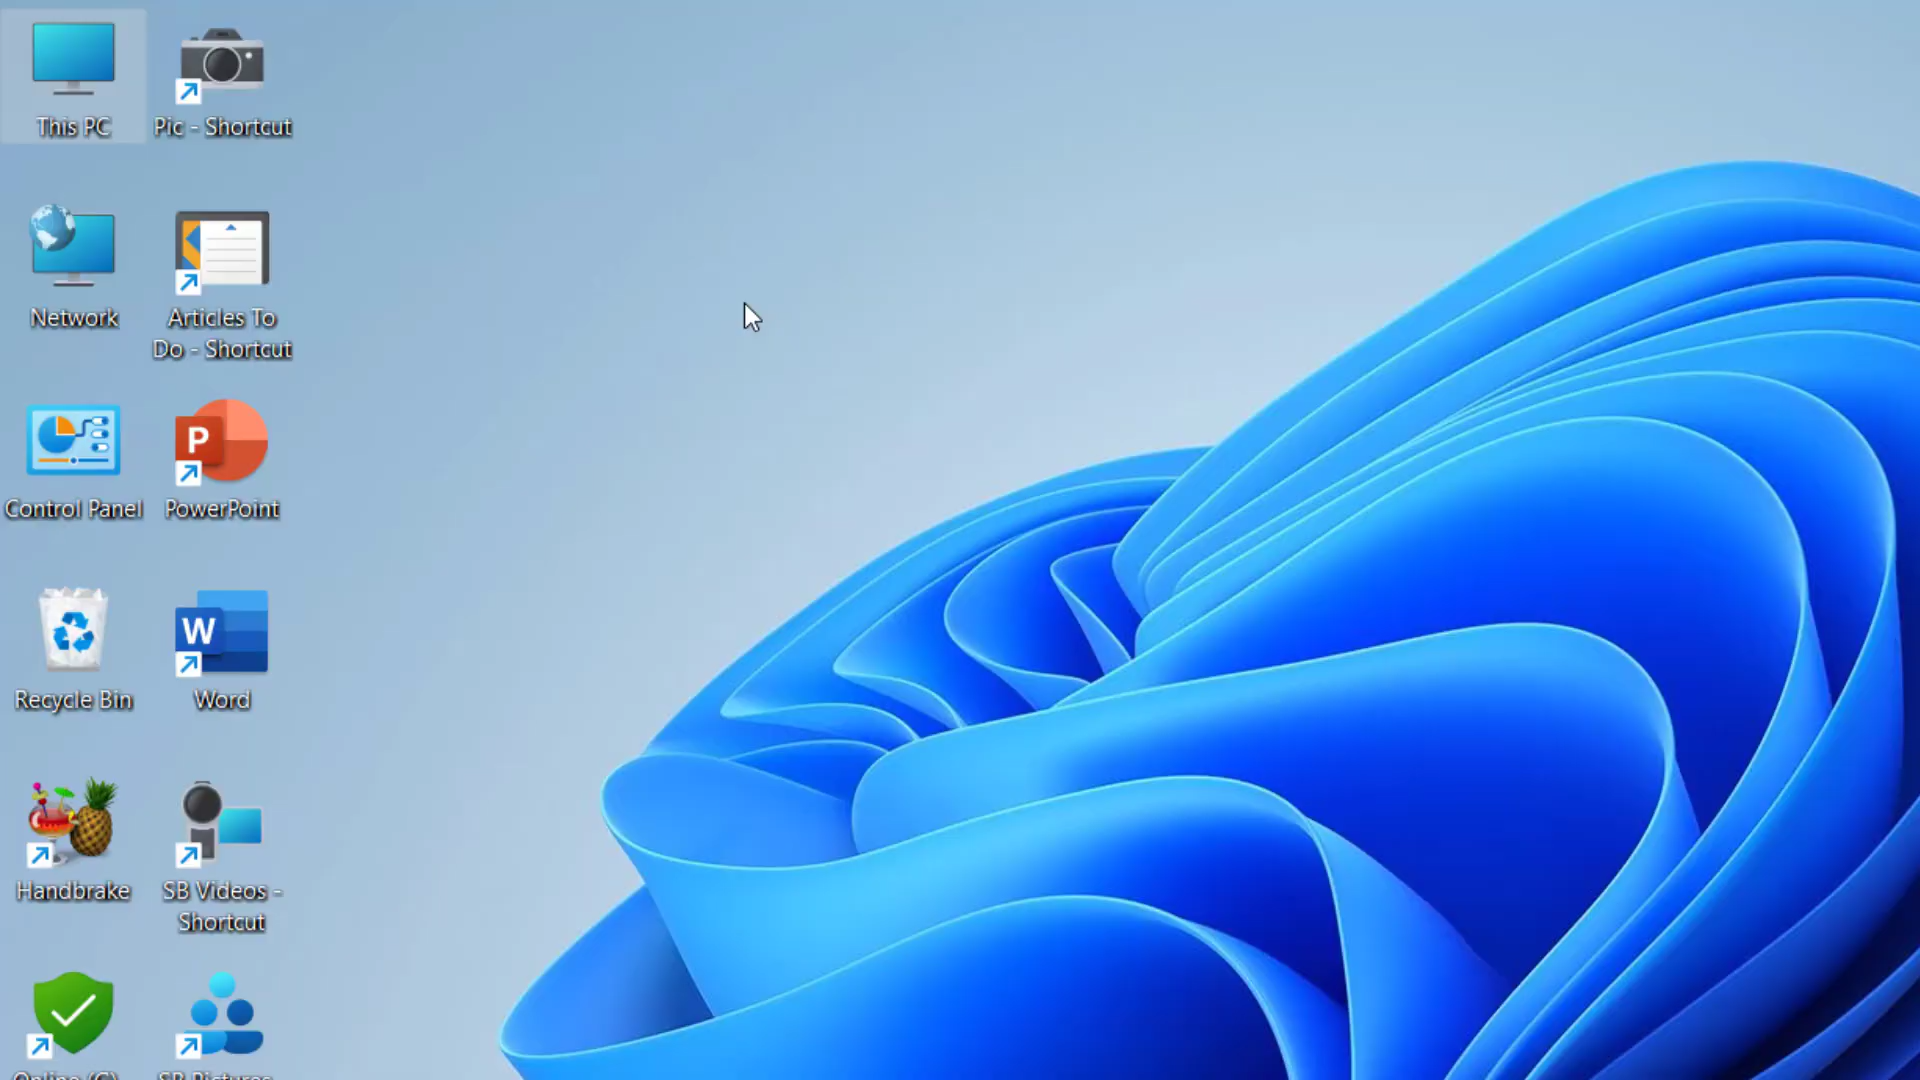 This PC
Pic - Shortcut
Network
Articles To
Do - Shortcut
Control Panel
P
PowerPoint
Recycle Bin
W
Word
Handbrake
SB Videos -
Shortcut
Online (G)
SB Pictures